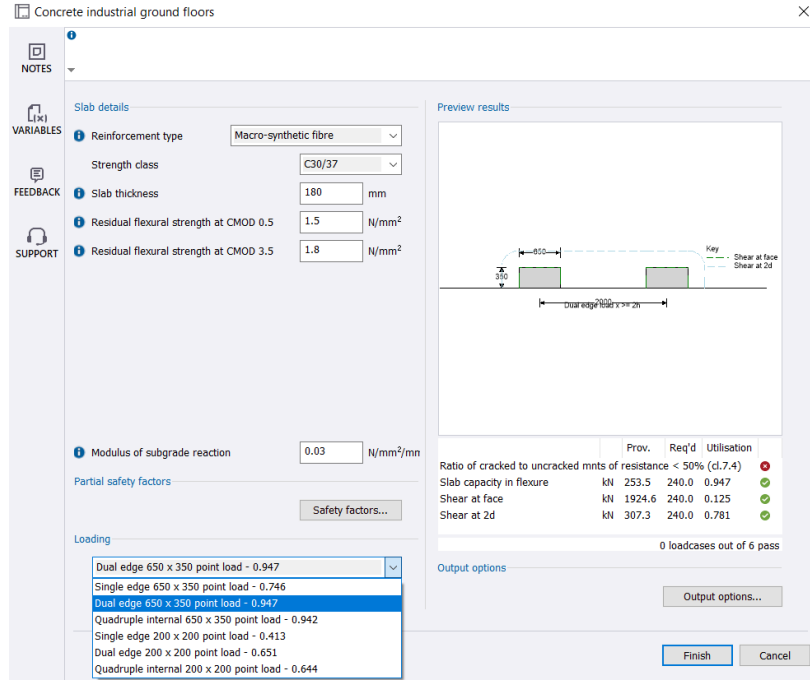 Concrete industrial ground floors
NOTES
VARIABLES
FEEDBACK
SUPPORT
Slab details
Reinforcement type Macro-synthetic fibre
Strength class C30/37
Slab thickness 180 mm
Residual flexural strength at CMOD 0.5 1.5 N/mm²
Residual flexural strength at CMOD 3.5 1.8 N/mm²
Modulus of subgrade reaction 0.03 N/mm²/mm
Partial safety factors
Safety factors...
Loading
Dual edge 650 x 350 point load - 0.947
Single edge 650 x 350 point load - 0.746
Dual edge 650 x 350 point load - 0.947
Quadruple internal 650 x 350 point load - 0.942
Single edge 200 x 200 point load - 0.413
Dual edge 200 x 200 point load - 0.651
Quadruple internal 200 x 200 point load - 0.644
Preview results
650
350
2000
Dual edge load x >= 2h
Key
Shear at face
Shear at 2d
Prov. Req'd Utilisation
Ratio of cracked to uncracked mnts of resistance < 50% (cl.7.4)
Slab capacity in flexure kN 253.5 240.0 0.947
Shear at face kN 1924.6 240.0 0.125
Shear at 2d kN 307.3 240.0 0.781
0 loadcases out of 6 pass
Output options
Output options...
Finish Cancel